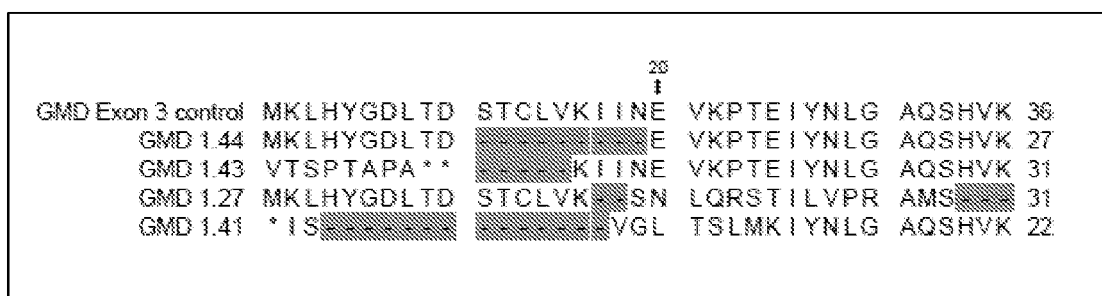 20
GMD Exon 3 control MKLHYGDLTD STCLVKIINE VKPTEIYNLG AQSHVK 36
GMD 1.44 MKLHYGDLTD ---------E VKPTEIYNLG AQSHVK 27
GMD 1.43 VTSPTAPA** -----KIINE VKPTEIYNLG AQSHVK 31
GMD 1.27 MKLHYGDLTD STCLVK--SN LQRSTILVPR AMS--- 31
GMD 1.41 *IS------- -------VGL TSLMKIYNLG AQSHVK 22